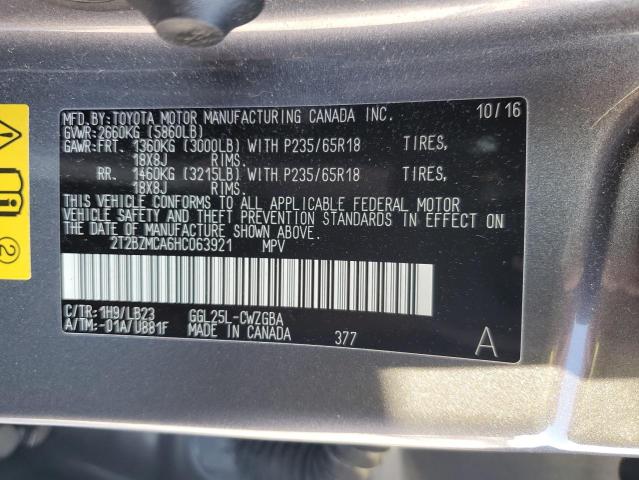 MFD.BY:TOYOTA MOTOR MANUFACTURING CANADA INC. 10/16
GVWR:2660KG (5860LB)
GAWR:FRT. 1360KG (3000LB) WITH P235/65R18 TIRES,
18X8J RIMS.
RR. 1460KG (3215LB) WITH P235/65R18 TIRES,
18X8J RIMS.
THIS VEHICLE CONFORMS TO ALL APPLICABLE FEDERAL MOTOR
VEHICLE SAFETY AND THEFT PREVENTION STANDARDS IN EFFECT ON
THE DATE OF MANUFACTURE SHOWN ABOVE.
2T2BZMCA6HC063921 MPV
C/TR:1H9/LB23 GGL25L-CWZGBA
A/TM:-01A/U881F MADE IN CANADA 377 A
2